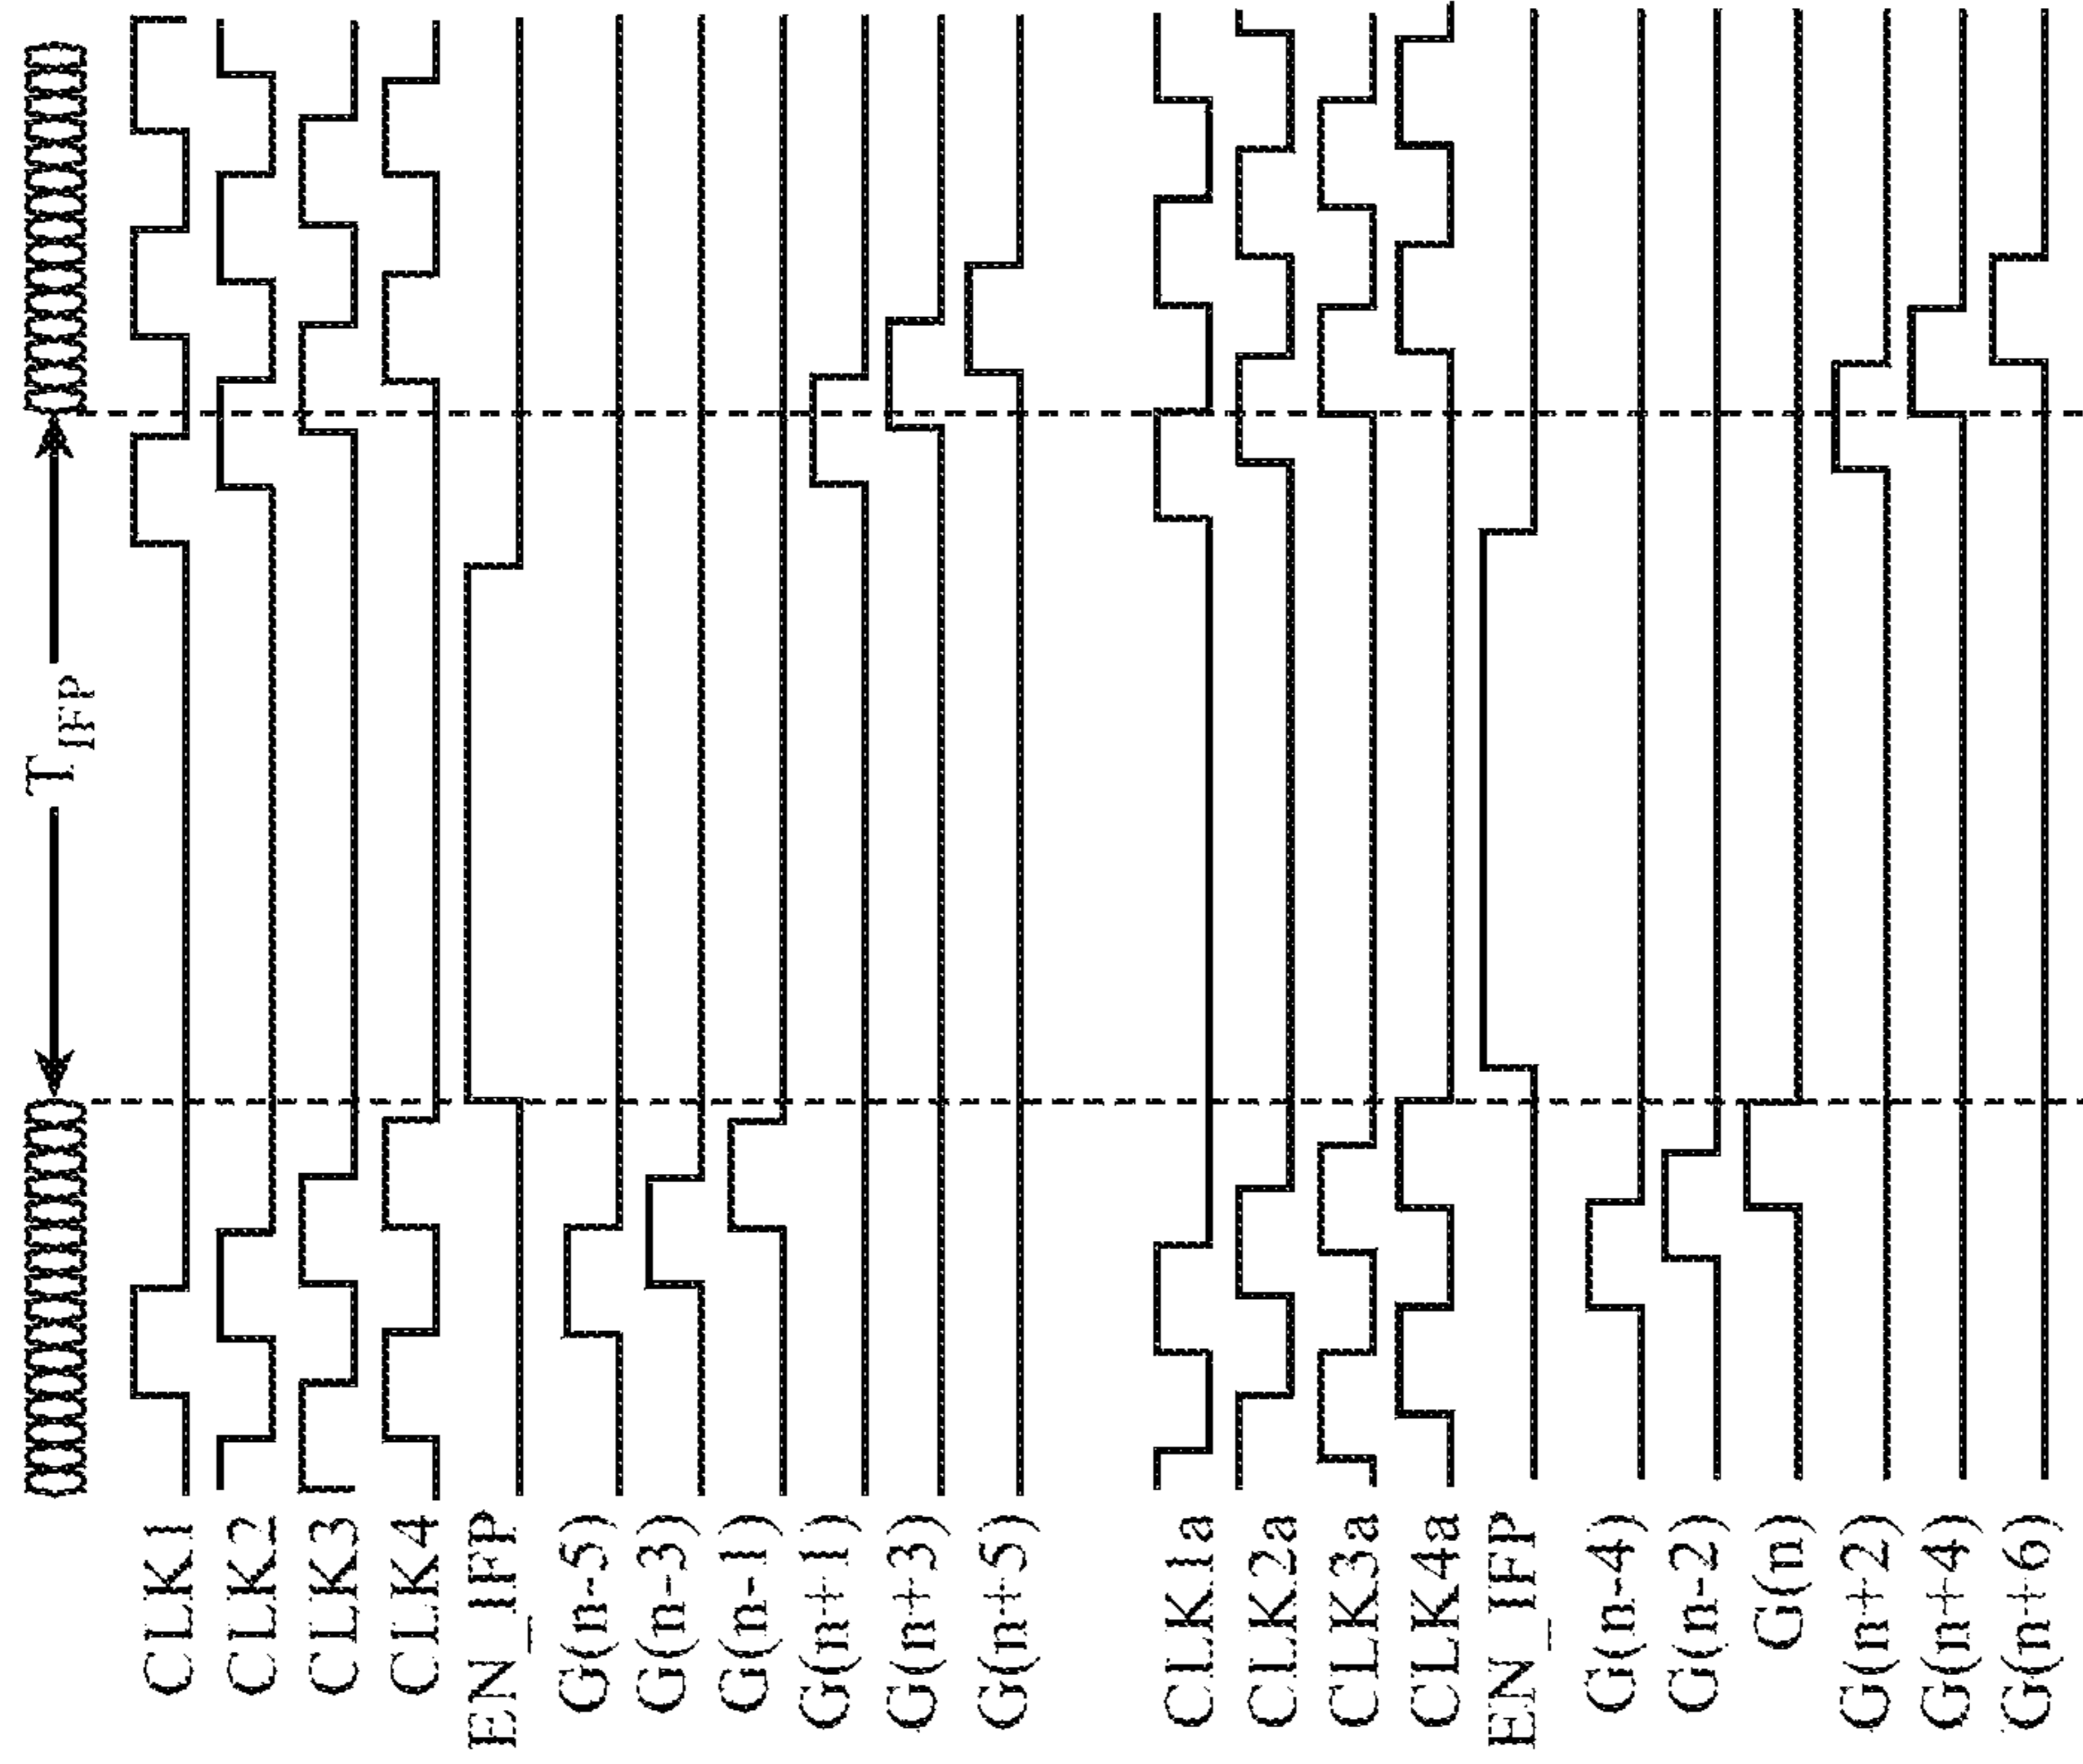 T_IFP
CLK1
CLK2
CLK3
CLK4
EN_IFP
G(n-5)
G(n-3)
G(n-1)
G(n+1)
G(n+3)
G(n+5)
CLK1a
CLK2a
CLK3a
CLK4a
EN_IFP
G(n-4)
G(n-2)
G(n)
G(n+2)
G(n+4)
G(n+6)